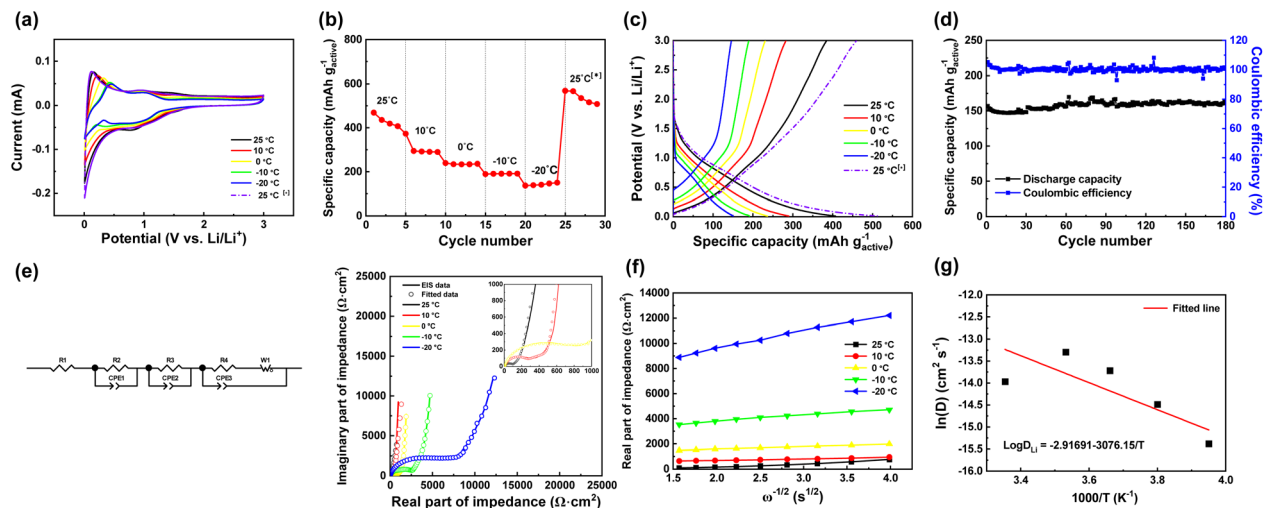 (a)
Current (mA)
0.1
0.0
-0.1
-0.2
0
1
2
3
Potential (V vs. Li/Li⁺)
25 °C
10 °C
0 °C
-10 °C
-20 °C
25 °C[-]
(b)
Specific capacity (mAh g⁻¹active)
800
600
400
200
0
0
5
10
15
20
25
30
Cycle number
25°C
10°C
0°C
-10°C
-20°C
25°C[*]
(c)
Potential (V vs. Li/Li⁺)
3.0
2.5
2.0
1.5
1.0
0.5
0.0
0
100
200
300
400
500
600
Specific capacity (mAh g⁻¹active)
25 °C
10 °C
0 °C
-10 °C
-20 °C
25 °C[-]
(d)
Specific capacity (mAh g⁻¹active)
250
200
150
100
50
0
0
30
60
90
120
150
180
Cycle number
Discharge capacity
Coulombic efficiency
120
100
80
60
40
20
0
Coulombic efficiency (%)
(e)
R1
R2
R3
R4
W1
CPE1
CPE2
CPE3
Imaginary part of impedance (Ω·cm²)
25000
20000
15000
10000
5000
0
0
5000
10000
15000
20000
25000
Real part of impedance (Ω·cm²)
EIS data
Fitted data
25 °C
10 °C
0 °C
-10 °C
-20 °C
1000
800
600
400
200
0
0
200
400
600
800
1000
(f)
Real part of impedance (Ω·cm²)
14000
12000
10000
8000
6000
4000
2000
0
1.5
2.0
2.5
3.0
3.5
4.0
ω⁻¹/² (s¹/²)
25 °C
10 °C
0 °C
-10 °C
-20 °C
(g)
ln(D) (cm² s⁻¹)
-12.0
-12.5
-13.0
-13.5
-14.0
-14.5
-15.0
-15.5
-16.0
3.4
3.6
3.8
4.0
1000/T (K⁻¹)
Fitted line
LogDLi = -2.91691-3076.15/T